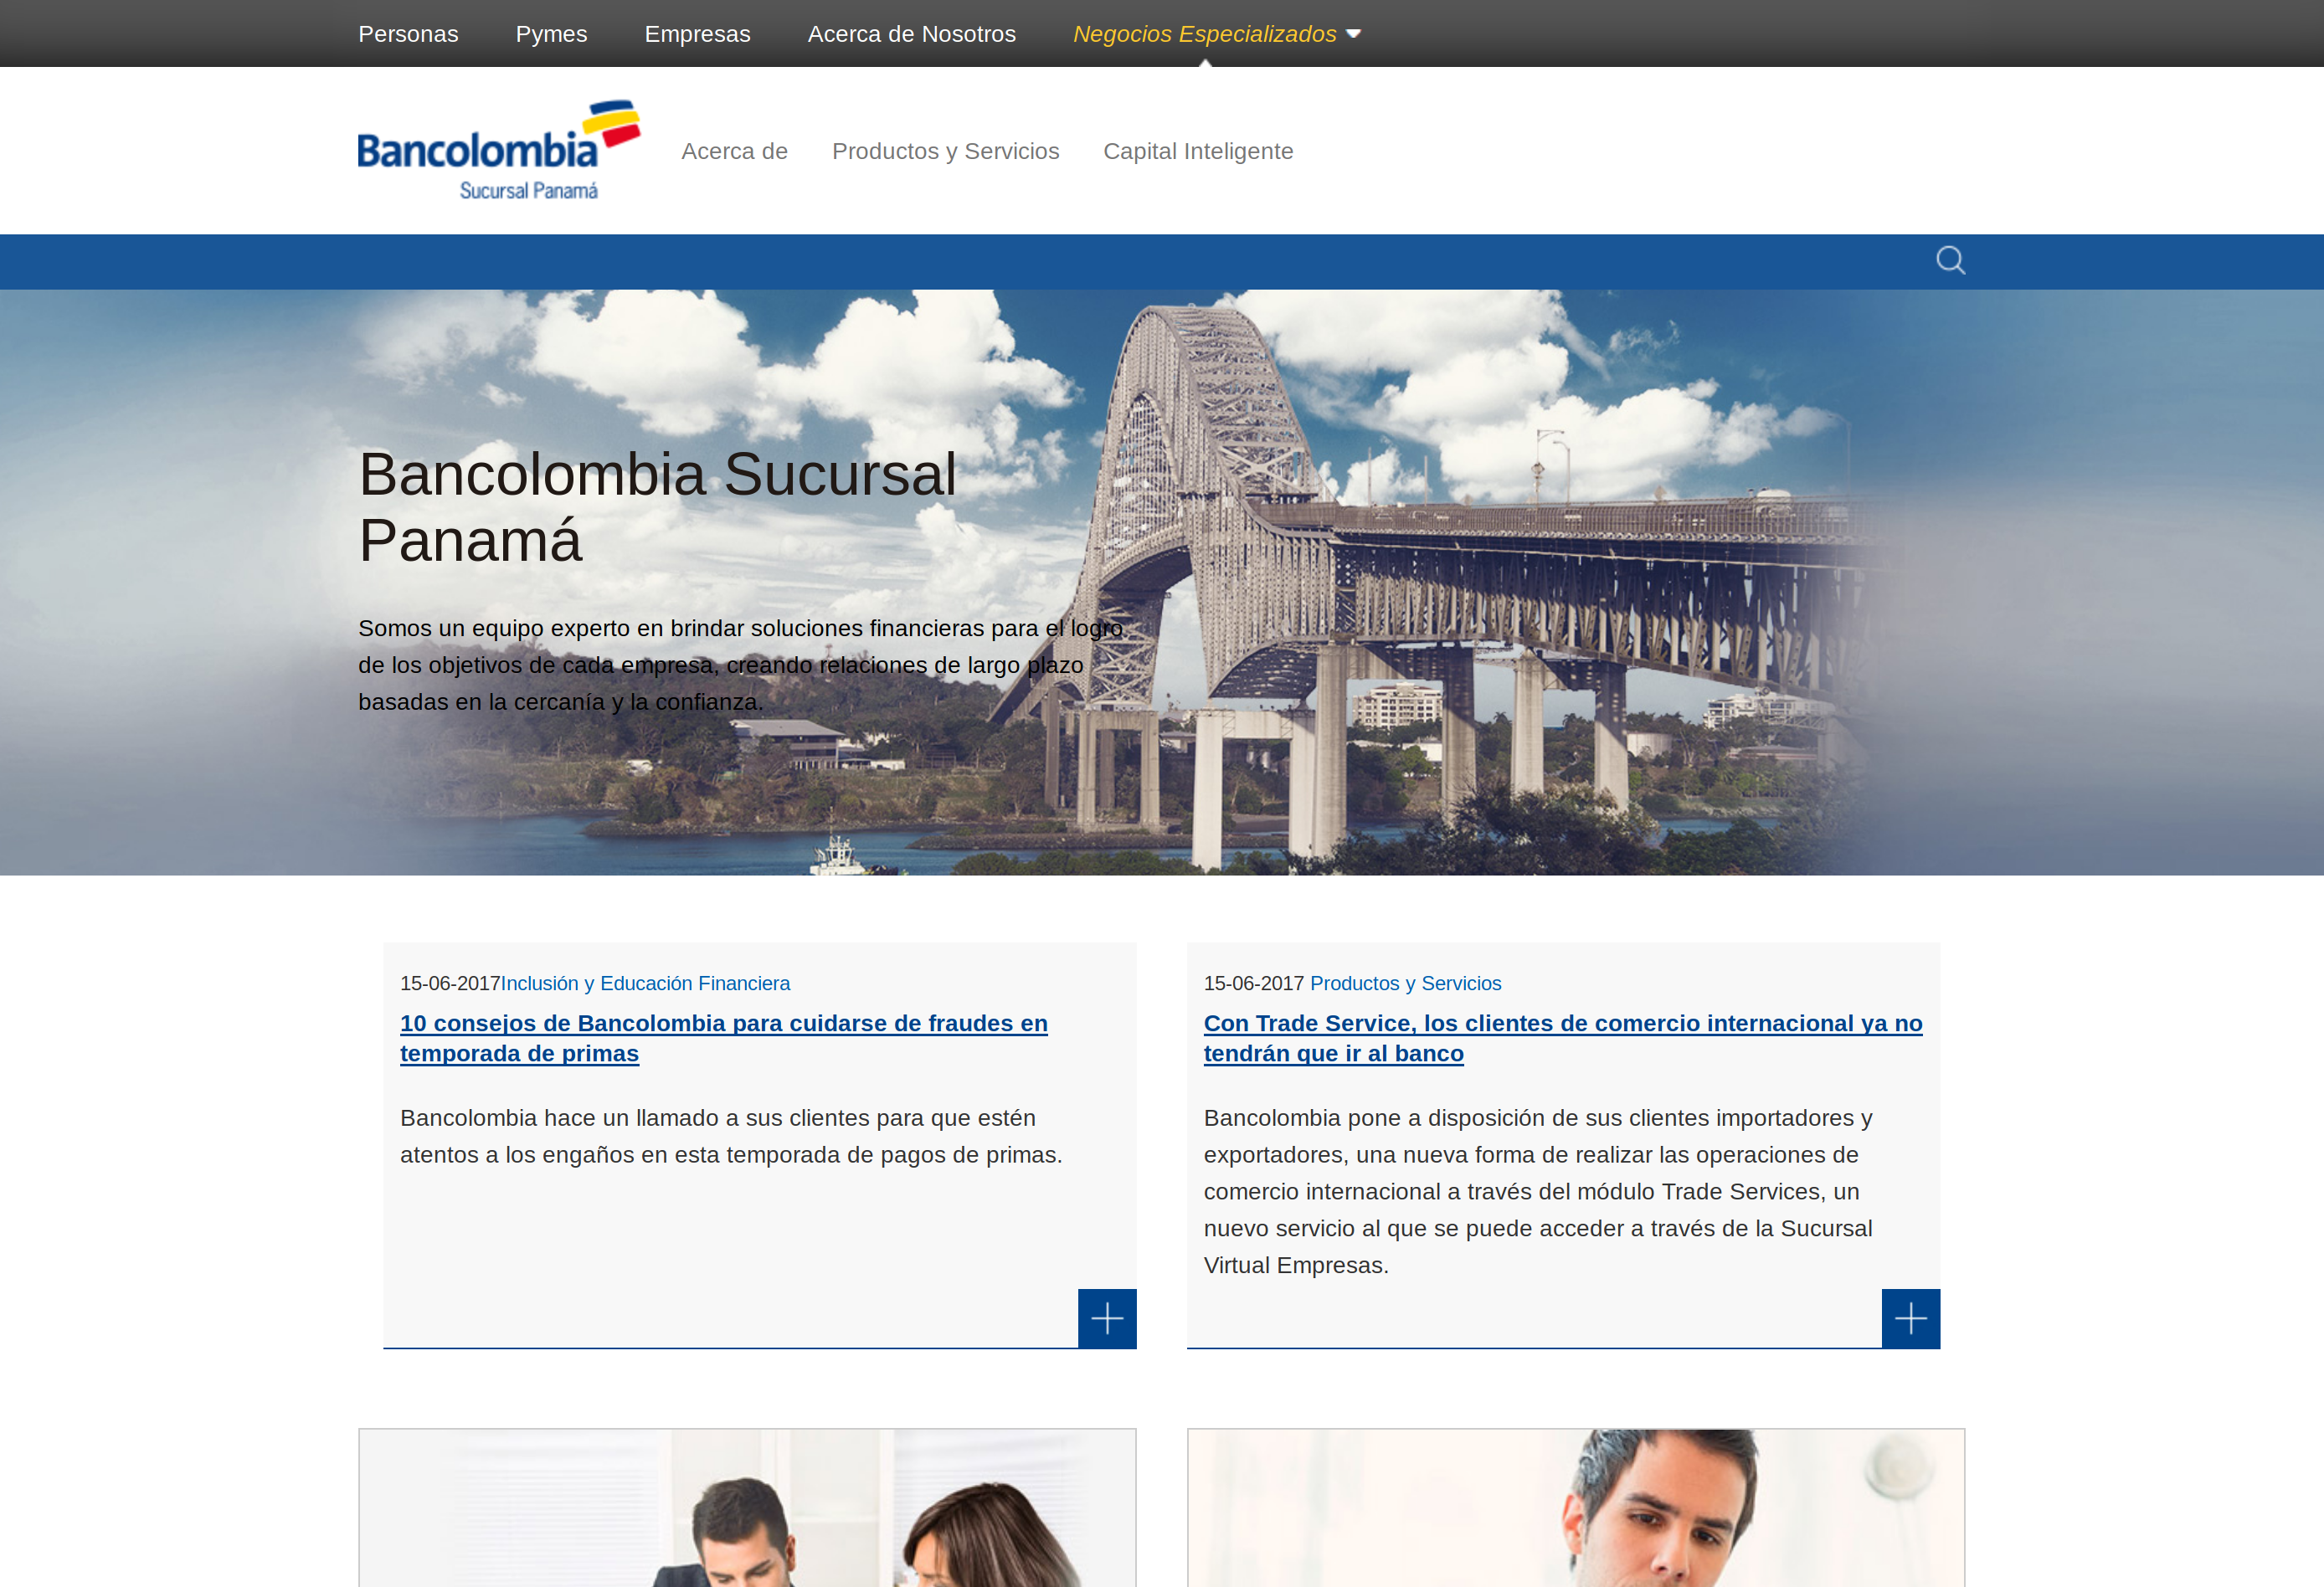 Personas Pymes Empresas Acerca de Nosotros Negocios Especializados
Bancolombia
Sucursal Panamá
Acerca de Productos y Servicios Capital Inteligente
Bancolombia Sucursal
Panamá
Somos un equipo experto en brindar soluciones financieras para el logro
de los objetivos de cada empresa, creando relaciones de largo plazo
basadas en la cercanía y la confianza.
15-06-2017Inclusión y Educación Financiera
10 consejos de Bancolombia para cuidarse de fraudes en
temporada de primas
Bancolombia hace un llamado a sus clientes para que estén
atentos a los engaños en esta temporada de pagos de primas.
15-06-2017 Productos y Servicios
Con Trade Service, los clientes de comercio internacional ya no
tendrán que ir al banco
Bancolombia pone a disposición de sus clientes importadores y
exportadores, una nueva forma de realizar las operaciones de
comercio internacional a través del módulo Trade Services, un
nuevo servicio al que se puede acceder a través de la Sucursal
Virtual Empresas.